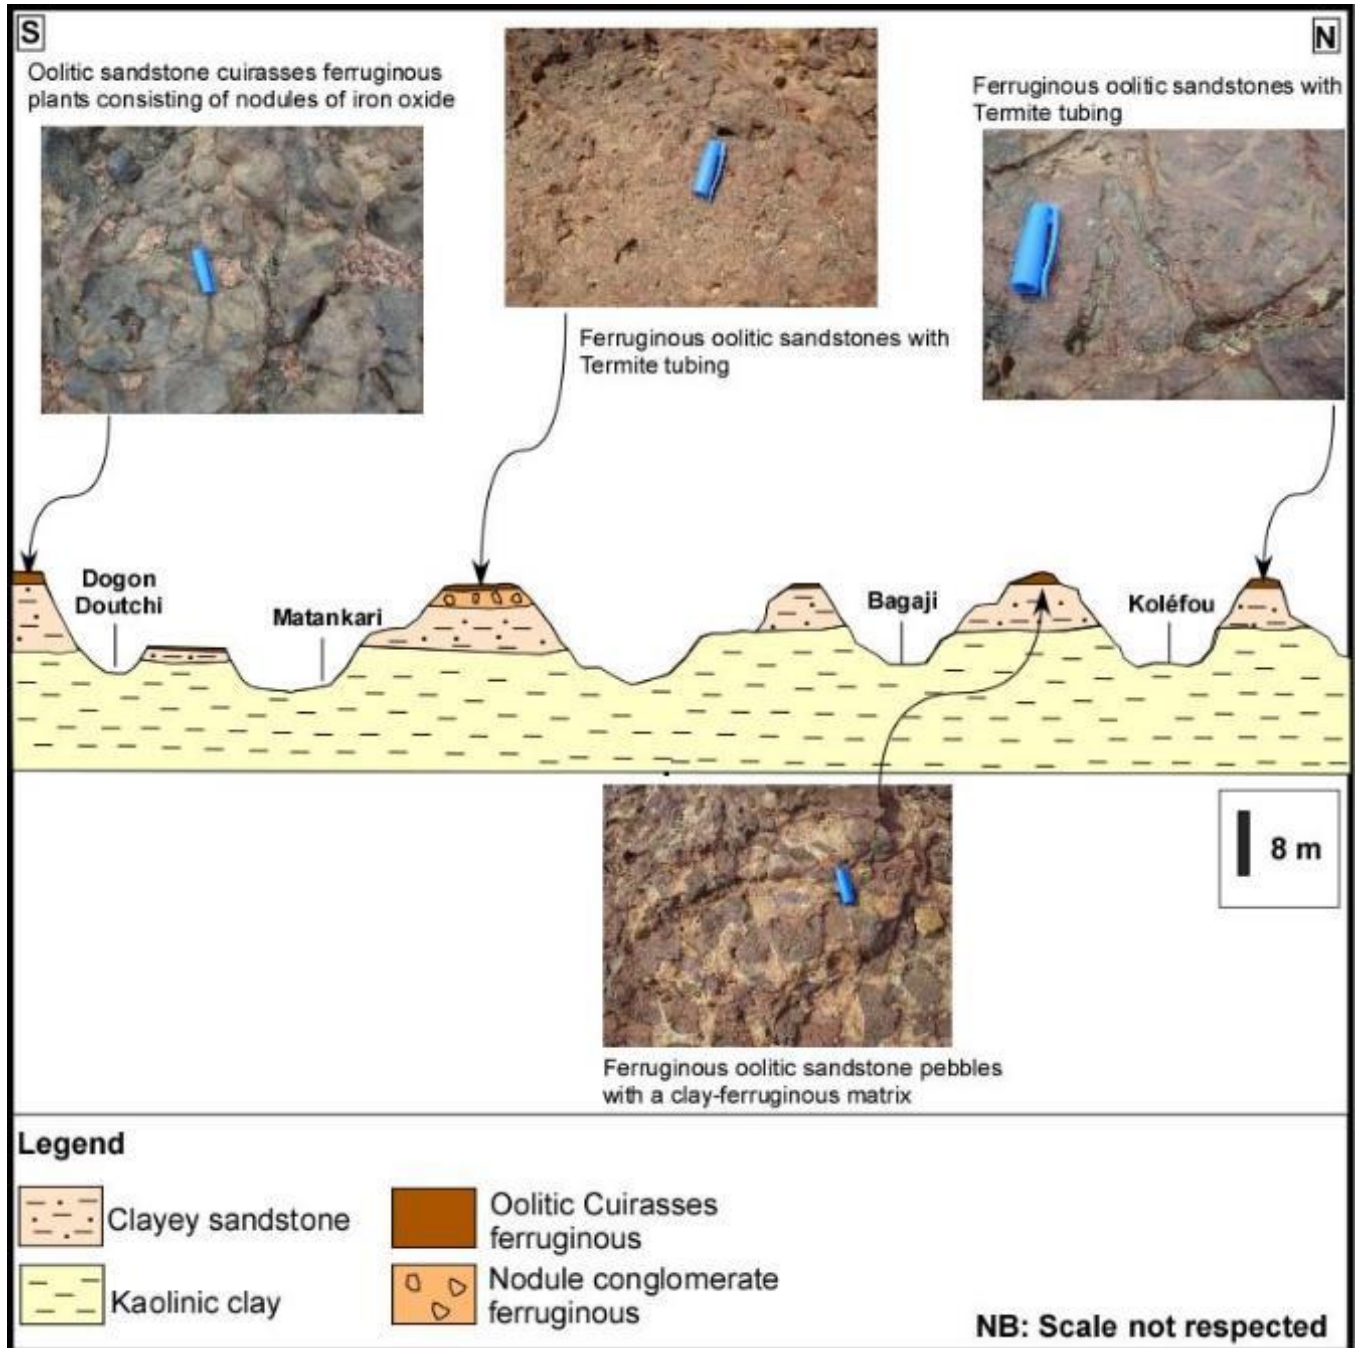 S
N
Oolitic sandstone cuirasses ferruginous
plants consisting of nodules of iron oxide
Ferruginous oolitic sandstones with
Termite tubing
Ferruginous oolitic sandstones with
Termite tubing
Dogon
Doutchi
Matankari
Bagaji
Koléfou
8 m
Ferruginous oolitic sandstone pebbles
with a clay-ferruginous matrix
Legend
Clayey sandstone
Kaolinic clay
Oolitic Cuirasses
ferruginous
Nodule conglomerate
ferruginous
NB: Scale not respected